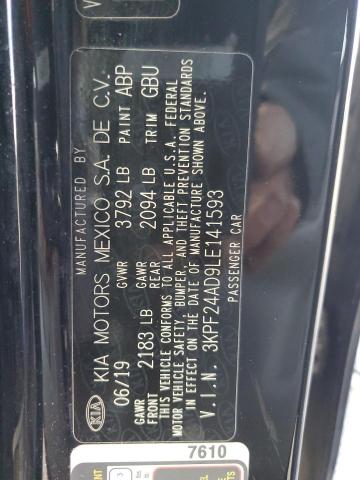 MANUFACTURED BY
KIA KIA MOTORS MEXICO S.A. DE C.V.
06/19 GVWR 3792 LB PAINT ABP
GAWR FRONT 2183 LB GAWR REAR 2094 LB TRIM GBU
THIS VEHICLE CONFORMS TO ALL APPLICABLE U.S.A. FEDERAL
MOTOR VEHICLE SAFETY, BUMPER, AND THEFT PREVENTION STANDARDS
IN EFFECT ON THE DATE OF MANUFACTURE SHOWN ABOVE.
V.I.N. 3KPF24AD9LE141593
PASSENGER CAR
7610